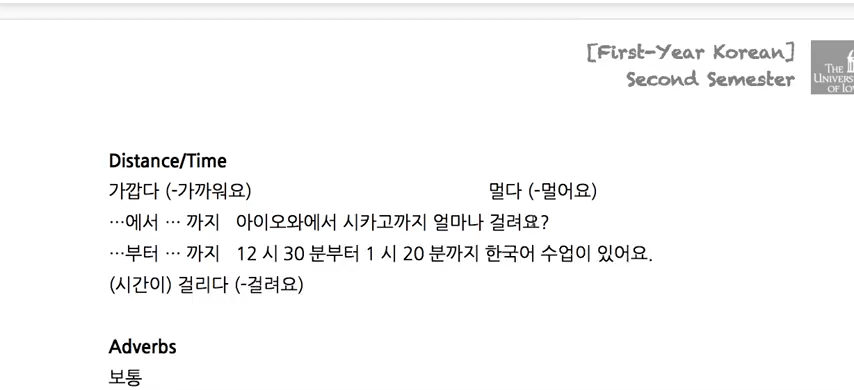 [First-Year Korean]
Second Semester
THE
UNIVERS
OF IO
Distance/Time
가깝다 (-가까워요) 멀다 (-멀어요)
…에서 … 까지 아이오와에서 시카고까지 얼마나 걸려요?
…부터 … 까지 12 시 30 분부터 1 시 20 분까지 한국어 수업이 있어요.
(시간이) 걸리다 (-걸려요)
Adverbs
보통